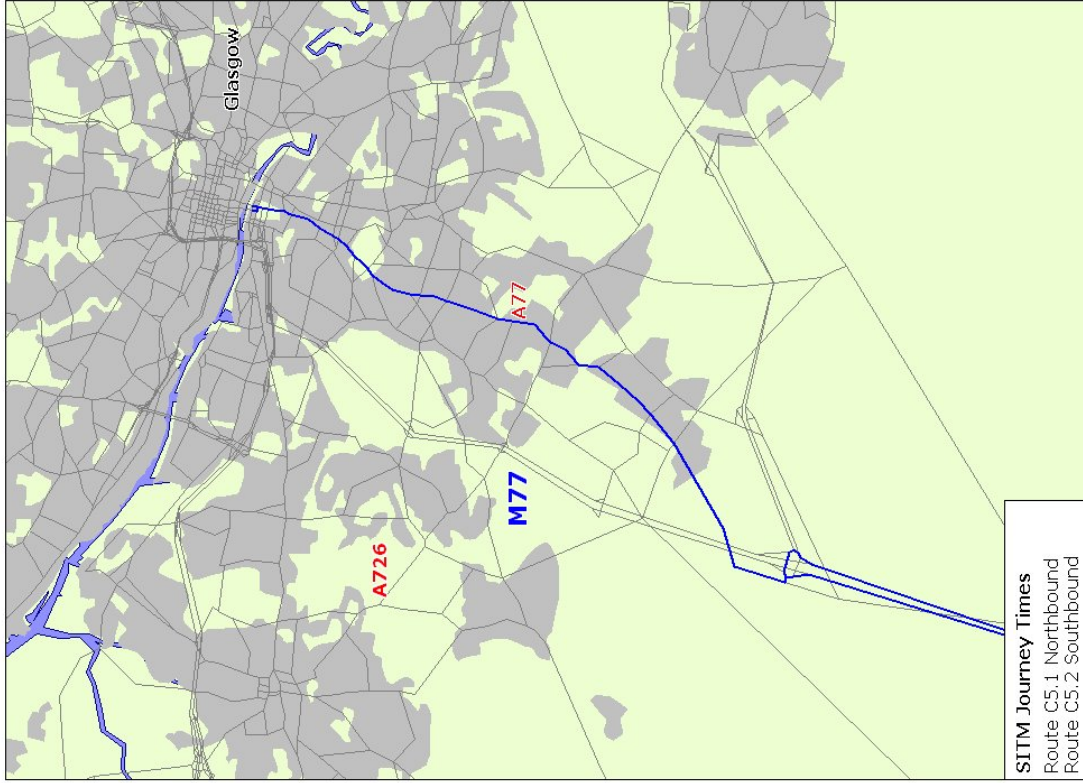 Glasgow
A77
M77
A726
SITM Journey Times
Route C5.1 Northbound
Route C5.2 Southbound